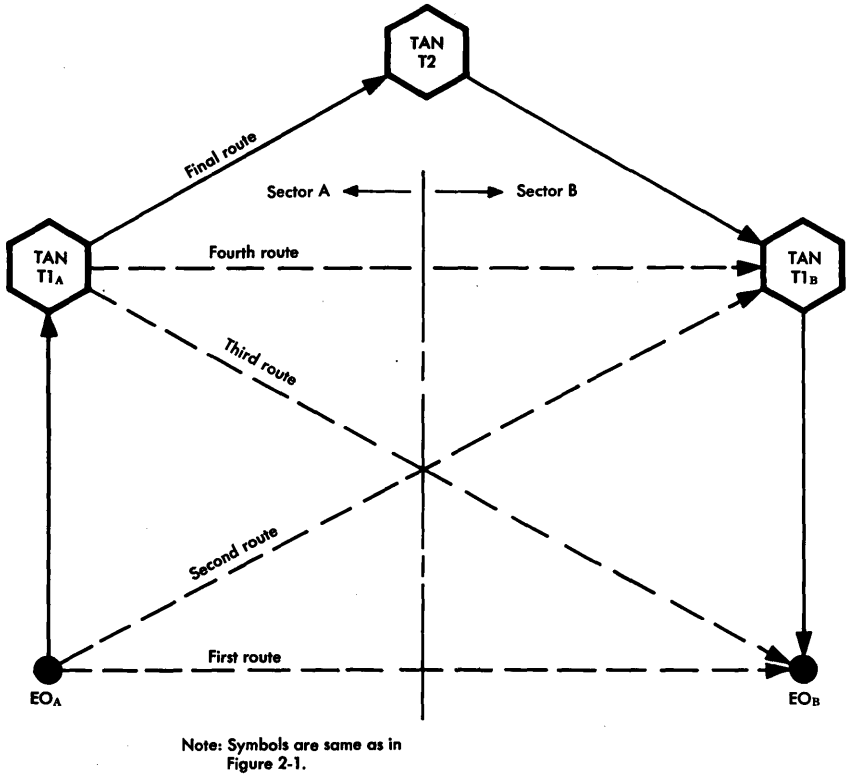 TAN
T2
Final route
Sector A
Sector B
TAN
T1A
Fourth route
TAN
T1B
Third route
Second route
First route
EOA
EOB
Note: Symbols are same as in
Figure 2-1.